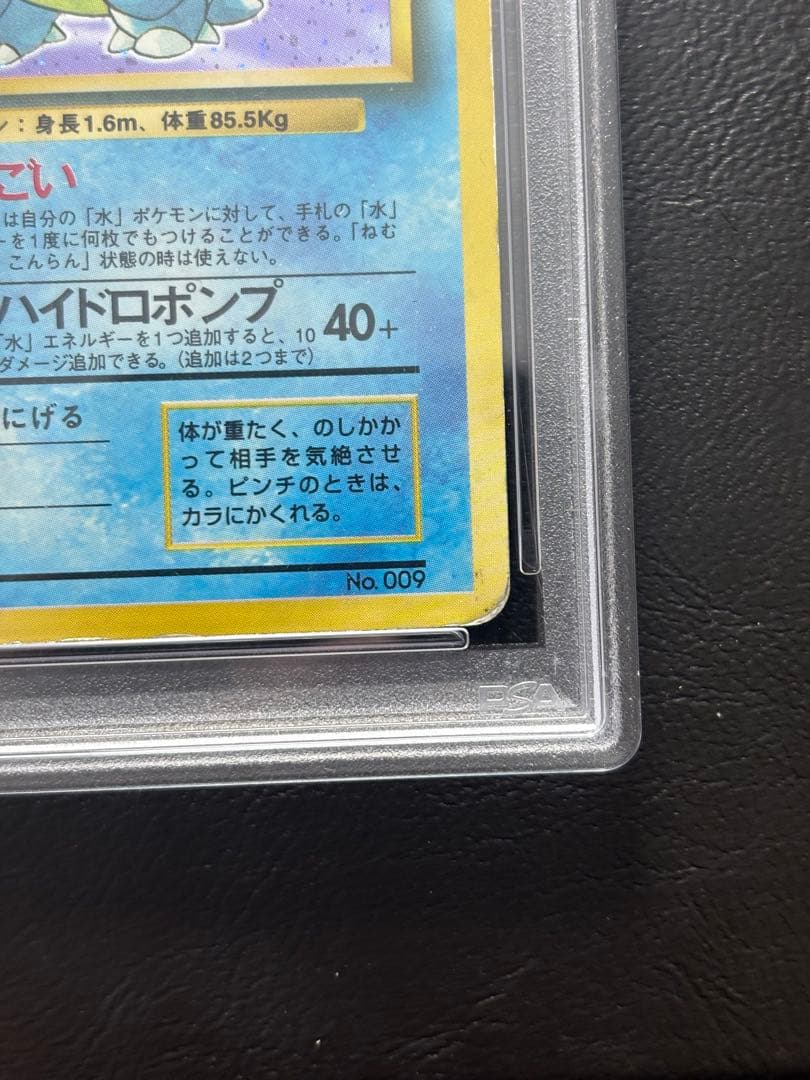 ン：身長1.6m、体重85.5Kg
ごい
は自分の「水」ポケモンに対して、手札の「水」
ーを1度に何枚でもつけることができる。「ねむ
こんらん」状態の時は使えない。
ハイドロポンプ 40+
「水」エネルギーを1つ追加すると、10
ダメージ追加できる。（追加は2つまで）
にげる
体が重たく、のしかか
って相手を気絶させ
る。ピンチのときは、
カラにかくれる。
No. 009
PSA